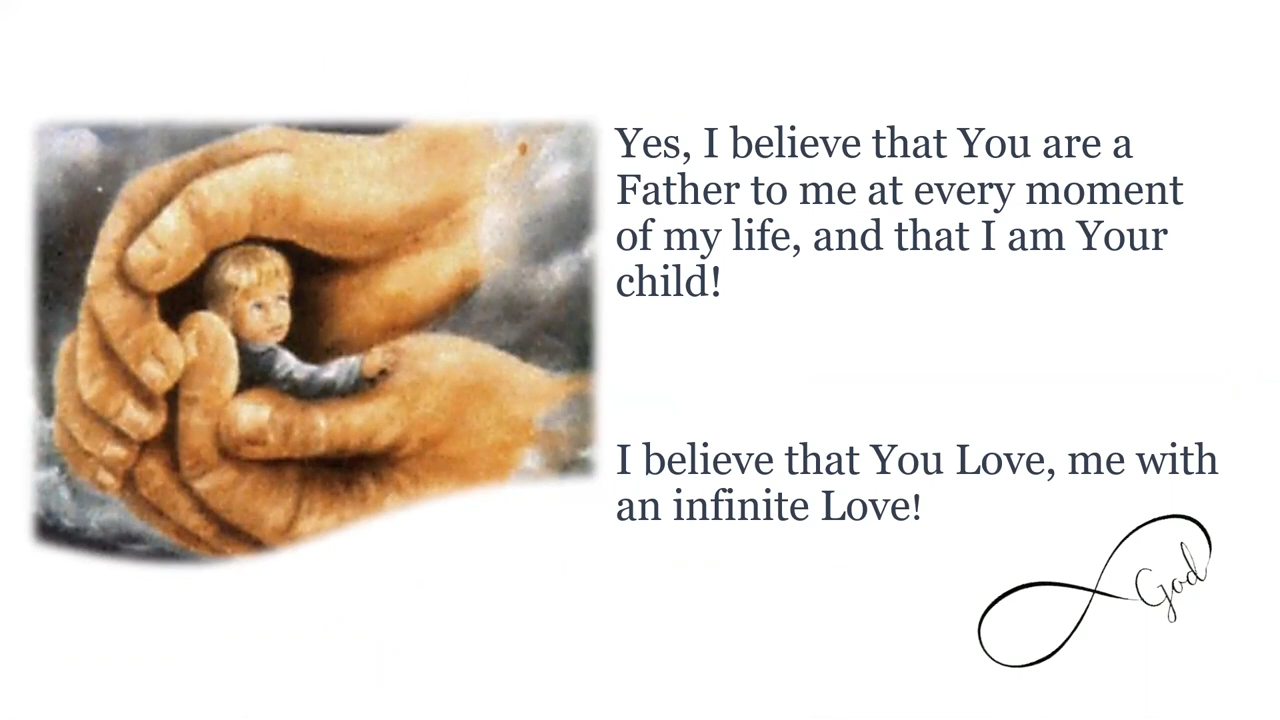 Yes, I believe that You are a
Father to me at every moment
of my life, and that I am Your
child!
I believe that You Love, me with
an infinite Love!
God